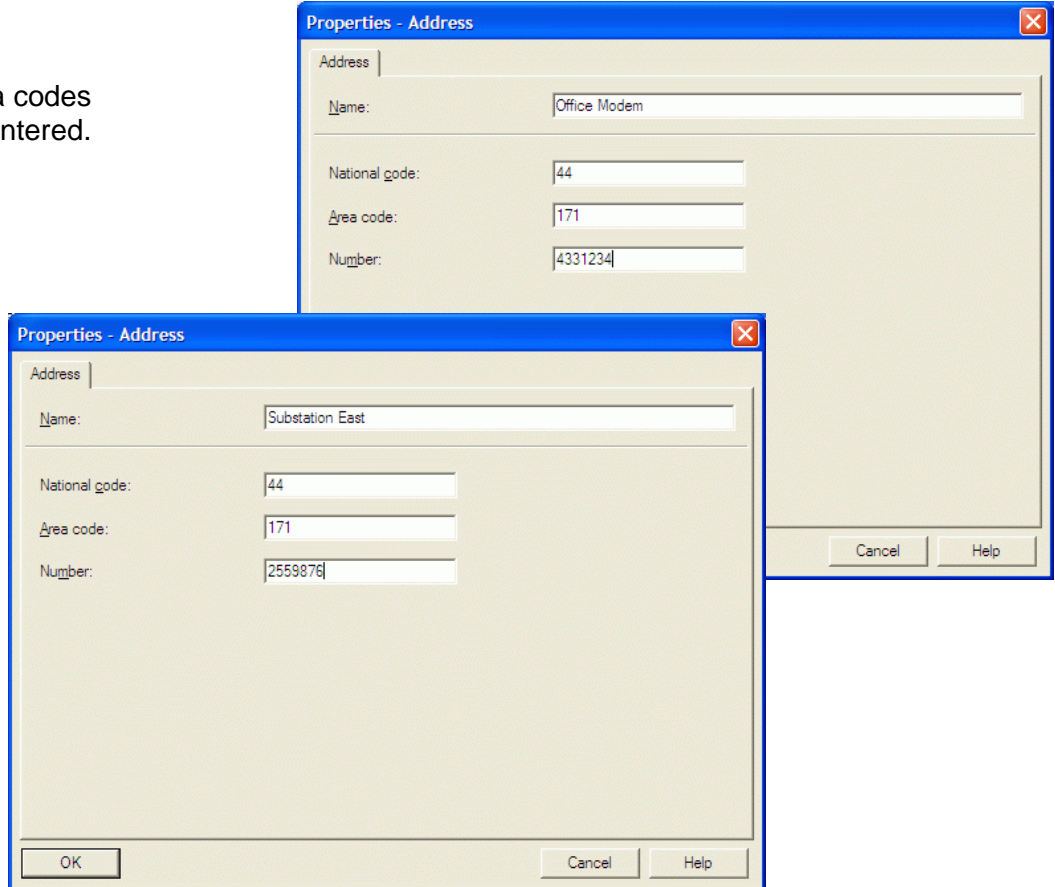 Properties - Address
Address
Name: Office Modem
National code: 44
Area code: 171
Number: 4331234
Cancel Help
codes
Properties - Address
Address
Name: Substation East
National code: 44
Area code: 171
Number: 2559876
OK Cancel Help